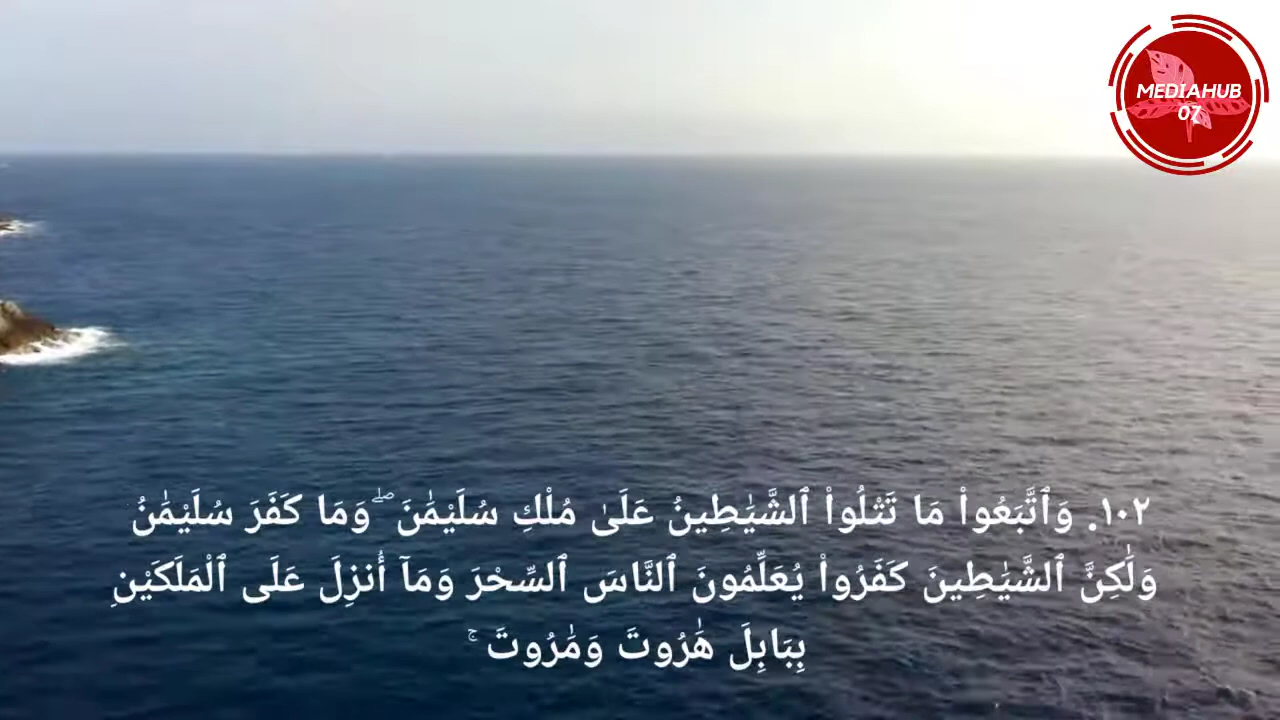 MEDIAHUB
07
١٠٢. وَٱتَّبَعُوا۟ مَا تَتْلُوا۟ ٱلشَّيَـٰطِينُ عَلَىٰ مُلْكِ سُلَيْمَـٰنَ ۖ وَمَا كَفَرَ سُلَيْمَـٰنُ
وَلَـٰكِنَّ ٱلشَّيَـٰطِينَ كَفَرُوا۟ يُعَلِّمُونَ ٱلنَّاسَ ٱلسِّحْرَ وَمَآ أُنزِلَ عَلَى ٱلْمَلَكَيْنِ
بِبَابِلَ هَـٰرُوتَ وَمَـٰرُوتَ ۚ